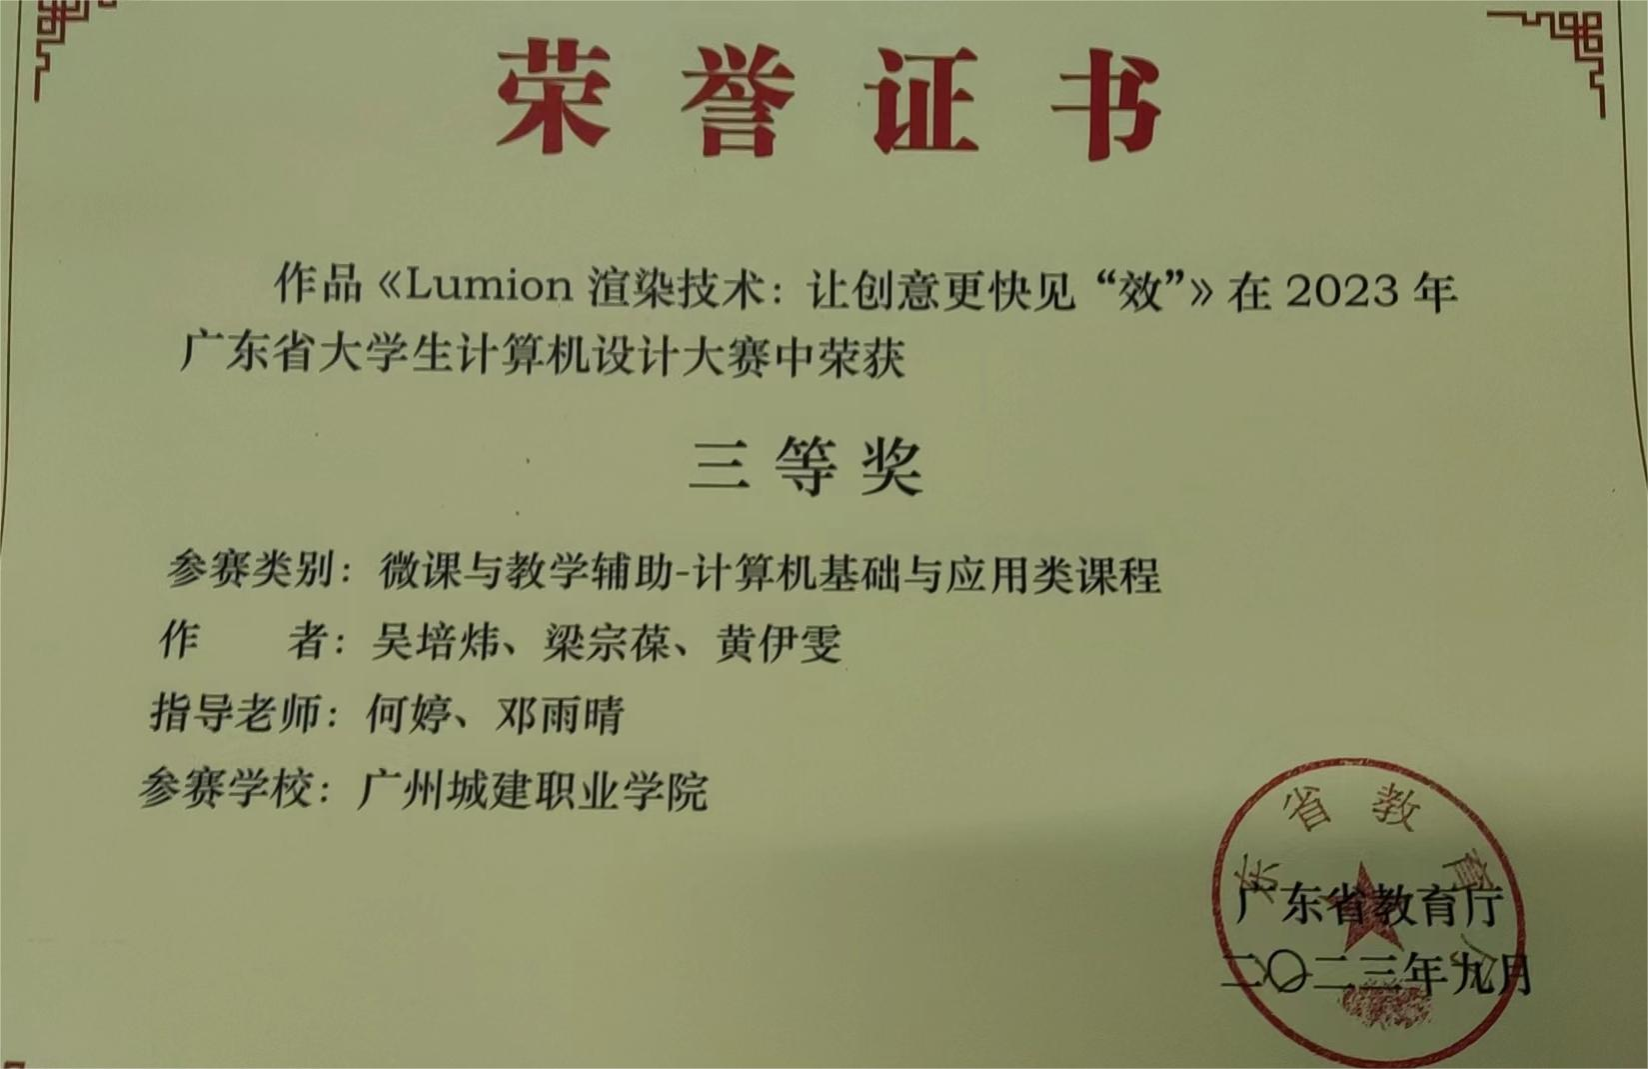 荣誉证书
作品《Lumion 渲染技术：让创意更快见“效”》在 2023 年
广东省大学生计算机设计大赛中荣获
三等奖
参赛类别：微课与教学辅助-计算机基础与应用类课程
作　　者：吴培炜、梁宗葆、黄伊雯
指导老师：何婷、邓雨晴
参赛学校：广州城建职业学院
东省教育厅
广东省教育厅
二〇二三年九月